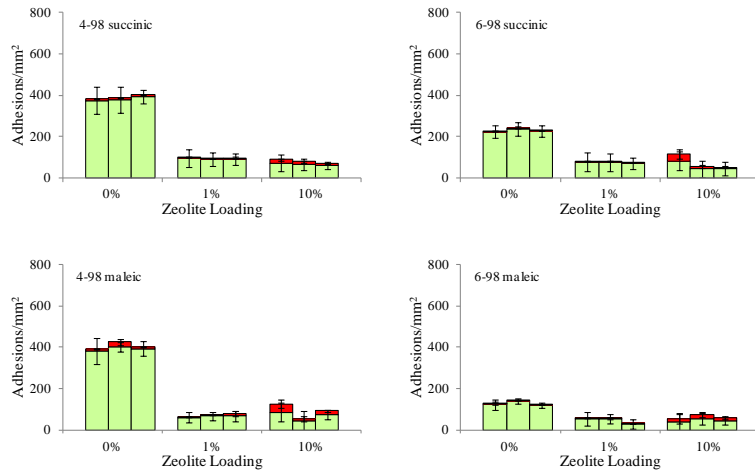 4-98 succinic
Adhesions/mm²
800
600
400
200
0
0% 1% 10%
Zeolite Loading
6-98 succinic
Adhesions/mm²
800
600
400
200
0
0% 1% 10%
Zeolite Loading
4-98 maleic
Adhesions/mm²
800
600
400
200
0
0% 1% 10%
Zeolite Loading
6-98 maleic
Adhesions/mm²
800
600
400
200
0
0% 1% 10%
Zeolite Loading